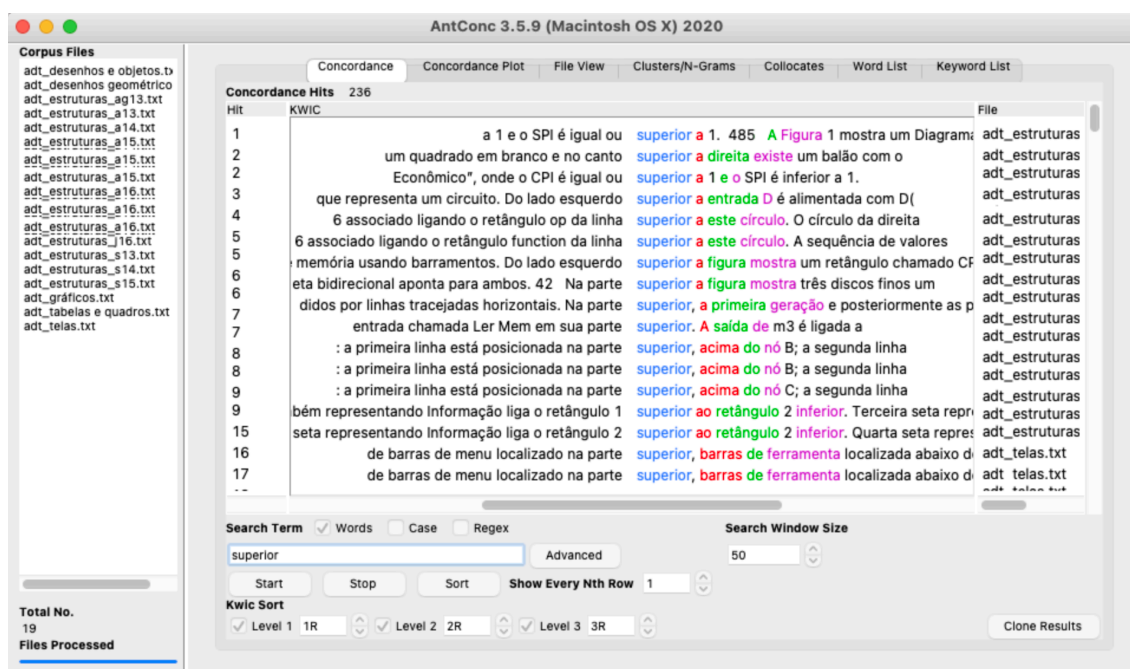 AntConc 3.5.9 (Macintosh OS X) 2020
Corpus Files
adt_desenhos e objetos.tx
adt_desenhos geométrico
adt_estruturas_ag13.txt
adt_estruturas_a13.txt
adt_estruturas_a14.txt
adt_estruturas_a15.txt
adt_estruturas_a15.txt
adt_estruturas_a15.txt
adt_estruturas_a16.txt
adt_estruturas_a16.txt
adt_estruturas_a16.txt
adt_estruturas_j16.txt
adt_estruturas_s13.txt
adt_estruturas_s14.txt
adt_estruturas_s15.txt
adt_gráficos.txt
adt_tabelas e quadros.txt
adt_telas.txt
Total No.
19
Files Processed
Concordance Concordance Plot File View Clusters/N-Grams Collocates Word List Keyword List
Concordance Hits 236
Hit KWIC File
1 a 1 e o SPI é igual ou superior a 1. 485 A Figura 1 mostra um Diagrama adt_estruturas
2 um quadrado em branco e no canto superior a direita existe um balão com o adt_estruturas
2 Econômico", onde o CPI é igual ou superior a 1 e o SPI é inferior a 1. adt_estruturas
3 que representa um circuito. Do lado esquerdo superior a entrada D é alimentada com D( adt_estruturas
4 6 associado ligando o retângulo op da linha superior a este círculo. O círculo da direita adt_estruturas
5 6 associado ligando o retângulo function da linha superior a este círculo. A sequência de valores adt_estruturas
5 memória usando barramentos. Do lado esquerdo superior a figura mostra um retângulo chamado CP adt_estruturas
6 eta bidirecional aponta para ambos. 42 Na parte superior a figura mostra três discos finos um adt_estruturas
6 didos por linhas tracejadas horizontais. Na parte superior, a primeira geração e posteriormente as p adt_estruturas
7 entrada chamada Ler Mem em sua parte superior. A saída de m3 é ligada a adt_estruturas
7 adt_estruturas
8 : a primeira linha está posicionada na parte superior, acima do nó B; a segunda linha adt_estruturas
8 : a primeira linha está posicionada na parte superior, acima do nó B; a segunda linha adt_estruturas
9 : a primeira linha está posicionada na parte superior, acima do nó C; a segunda linha adt_estruturas
9 bém representando Informação liga o retângulo 1 superior ao retângulo 2 inferior. Terceira seta repre adt_estruturas
15 seta representando Informação liga o retângulo 2 superior ao retângulo 2 inferior. Quarta seta repres adt_estruturas
16 de barras de menu localizado na parte superior, barras de ferramenta localizada abaixo d adt_telas.txt
17 de barras de menu localizado na parte superior, barras de ferramenta localizada abaixo d adt_telas.txt
Search Term Words Case Regex Search Window Size
superior Advanced 50
Start Stop Sort Show Every Nth Row 1
Kwic Sort
Level 1 1R Level 2 2R Level 3 3R Clone Results